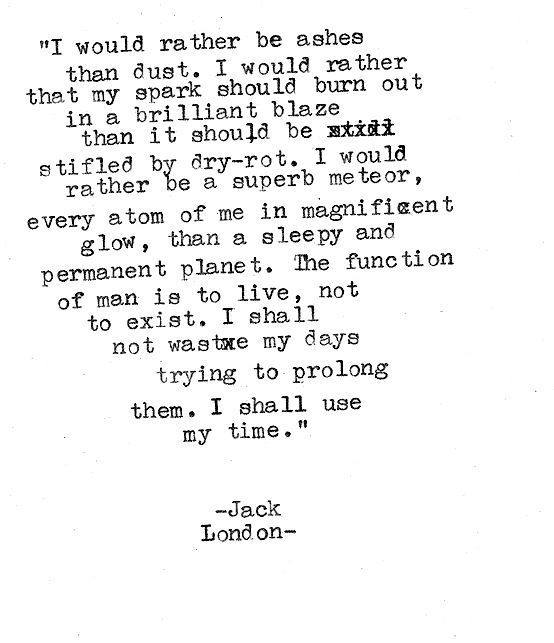 "I would rather be ashes
than dust. I would rather
that my spark should burn out
in a brilliant blaze
than it should be
stifled by dry-rot. I would
rather be a superb meteor,
every atom of me in magnificent
glow, than a sleepy and
permanent planet. The function
of man is to live, not
to exist. I shall
not waste my days
trying to prolong
them. I shall use
my time."
-Jack
London-